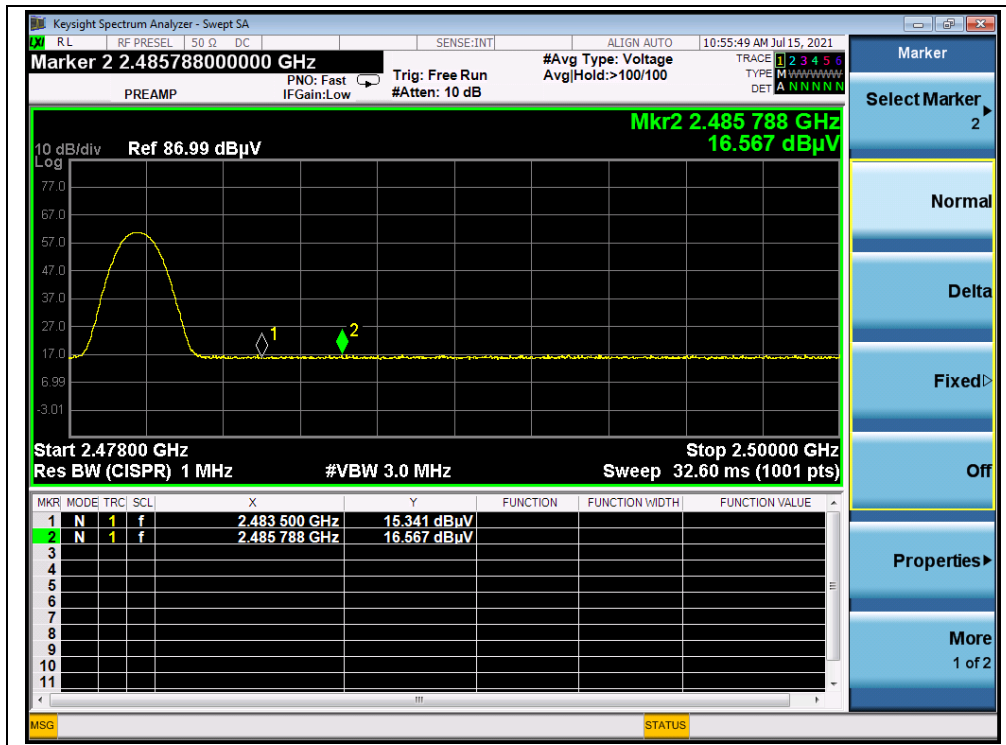 Keysight Spectrum Analyzer - Swept SA
LXI RL RF PRESEL 50 Ω DC SENSE:INT ALIGN AUTO 10:55:49 AM Jul 15, 2021
Marker 2 2.485788000000 GHz
PREAMP
PNO: Fast
IFGain:Low
Trig: Free Run
#Atten: 10 dB
#Avg Type: Voltage
Avg|Hold:>100/100
TRACE 1 2 3 4 5 6
TYPE M WWWWW
DET A N N N N N
Mkr2 2.485 788 GHz
16.567 dBµV
10 dB/div Ref 86.99 dBµV
Log
77.0
67.0
57.0
47.0
37.0
27.0
17.0
6.99
-3.01
1
2
Start 2.47800 GHz Stop 2.50000 GHz
Res BW (CISPR) 1 MHz #VBW 3.0 MHz Sweep 32.60 ms (1001 pts)
MKR MODE TRC SCL X Y FUNCTION FUNCTION WIDTH FUNCTION VALUE
1 N 1 f 2.483 500 GHz 15.341 dBµV
2 N 1 f 2.485 788 GHz 16.567 dBµV
3
4
5
6
7
8
9
10
11
MSG STATUS
Marker
Select Marker
2
Normal
Delta
Fixed
Off
Properties
More
1 of 2